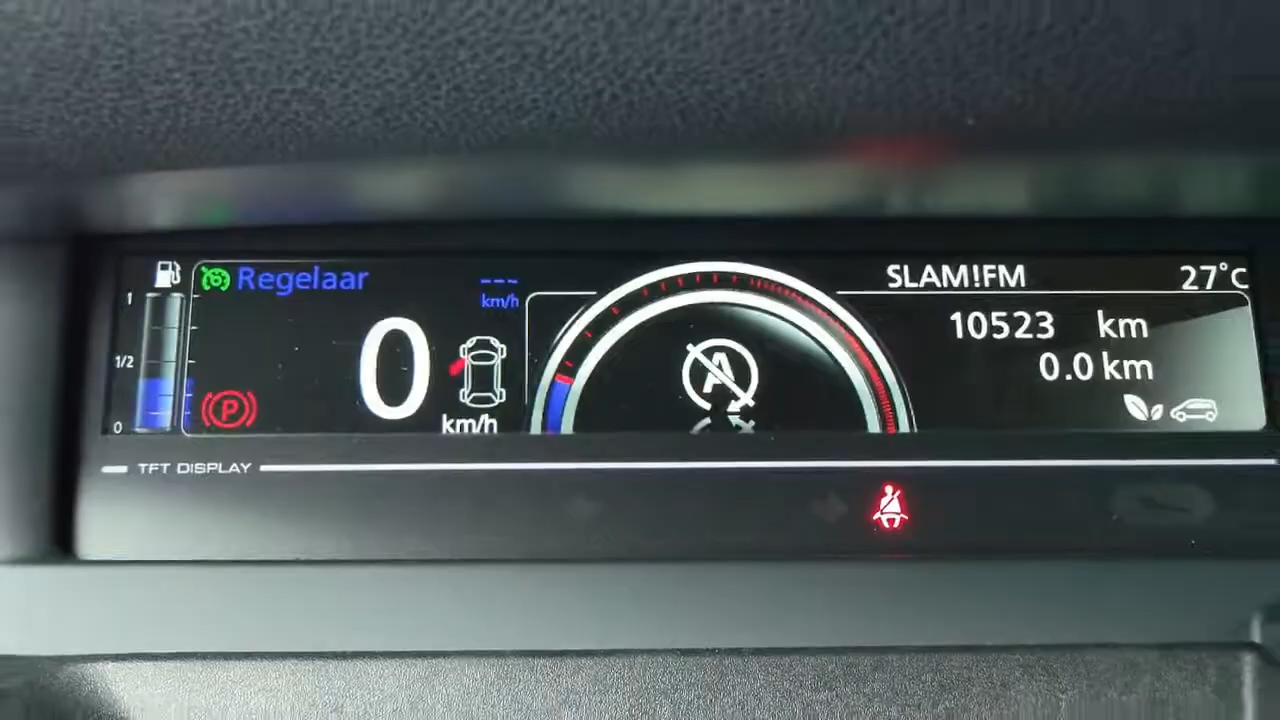 1
1/2
0
Regelaar
---
km/h
P
0
km/h
A
SLAM!FM
27°C
10523 km
0.0 km
TFT DISPLAY